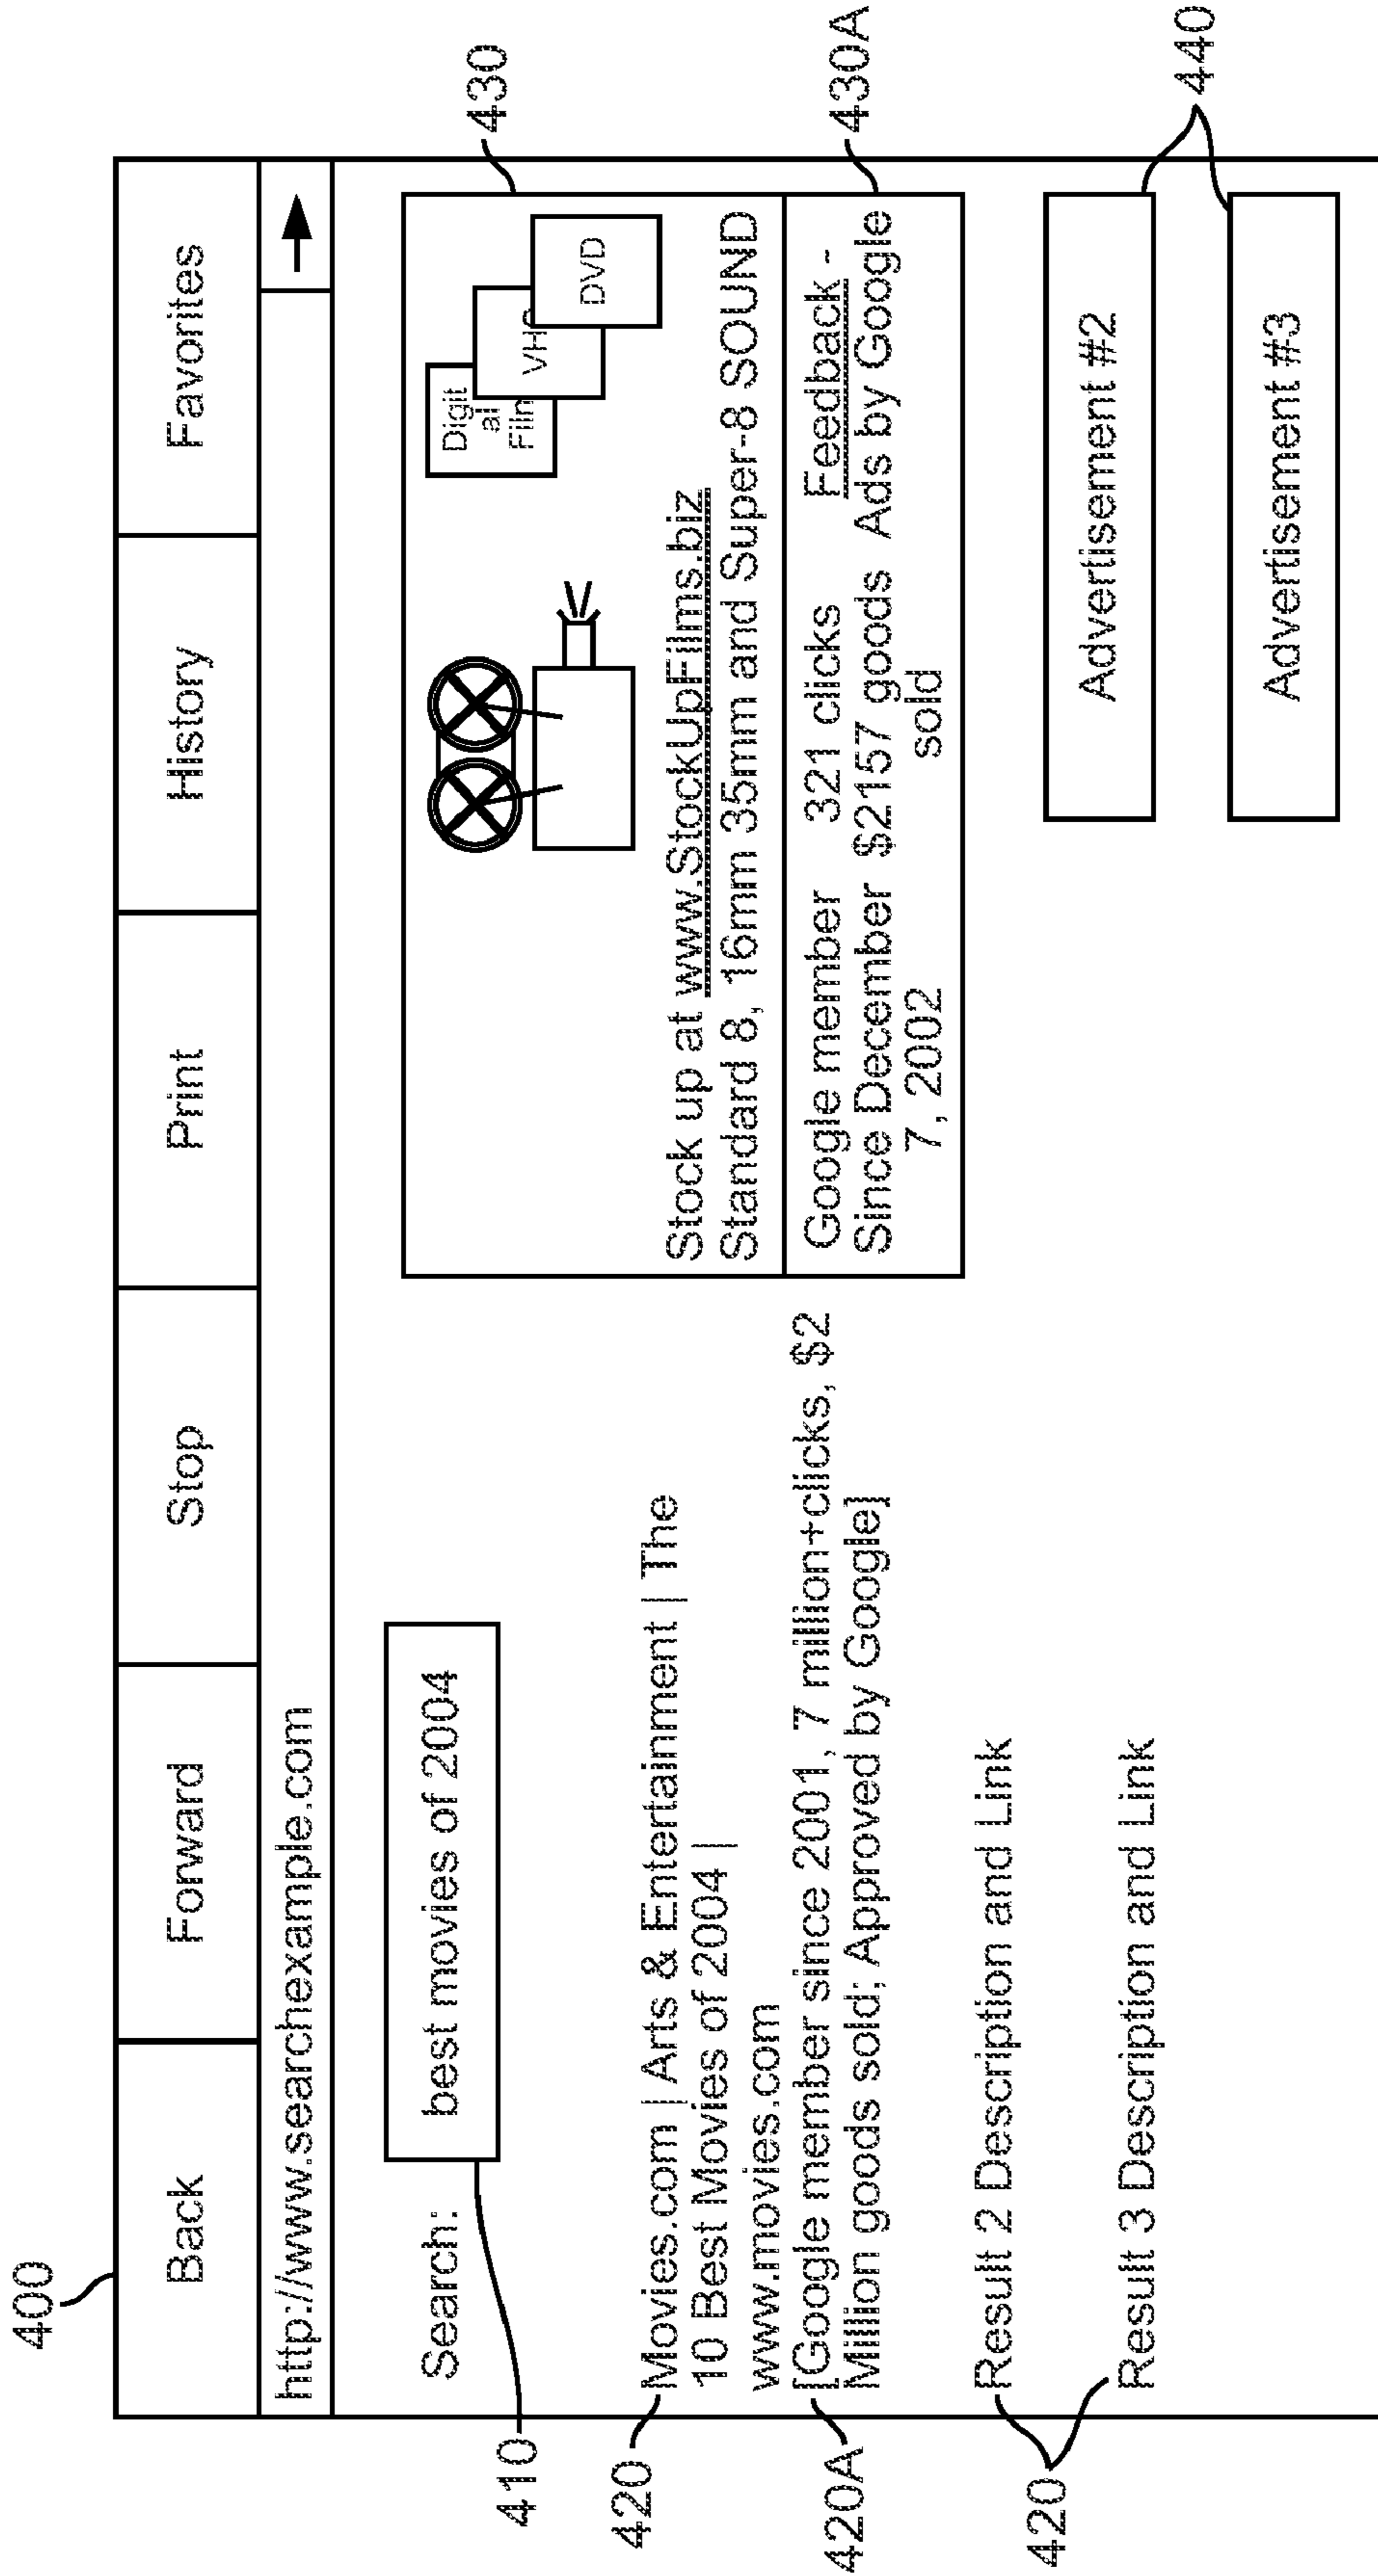 400
Back
Forward
Stop
Print
History
Favorites
http://www.searchexample.com
Search:
best movies of 2004
410
420
Movies.com | Arts & Entertainment | The
10 Best Movies of 2004 |
www.movies.com
420A
[Google member since 2001, 7 million+clicks, $2
Million goods sold; Approved by Google]
420
Result 2 Description and Link
Result 3 Description and Link
430
Digit
al
Film
DVD
Stock up at www.StockUpFilms.biz
Standard 8, 16mm 35mm and Super-8 SOUND
430A
Google member
Since December
7, 2002
321 clicks
$2157 goods
sold
Feedback -
Ads by Google
440
Advertisement #2
Advertisement #3